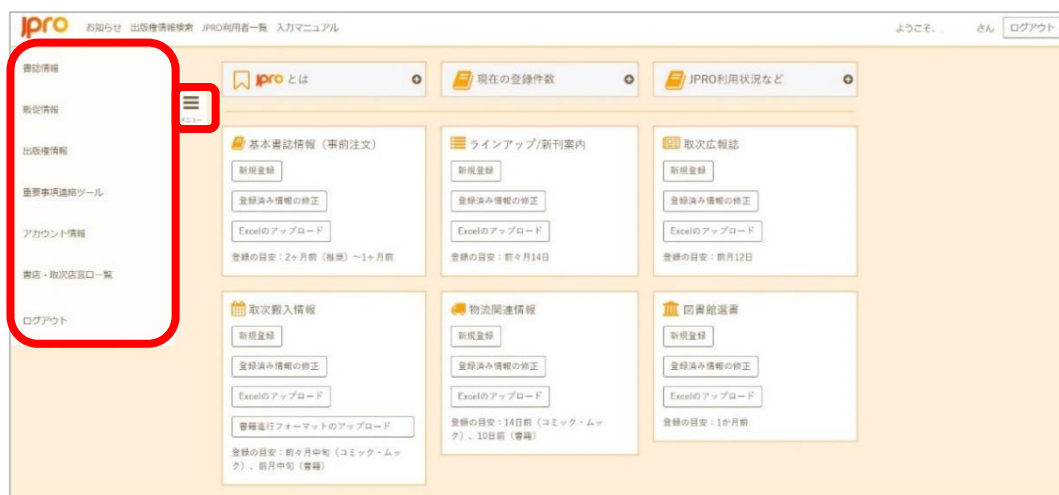 Jpro お知らせ 出版権情報検索 JPRO利用者一覧 入力マニュアル ようこそ、 さん ログアウト
書誌情報
販促情報
出版権情報
重要事項連絡ツール
アカウント情報
書店・取次店窓口一覧
ログアウト
メニュー
Jpro とは
現在の登録件数
JPRO利用状況など
基本書誌情報(事前注文)
新規登録
登録済み情報の修正
Excelのアップロード
登録の目安:2ヶ月前(推奨)~1ヶ月前
ラインアップ/新刊案内
新規登録
登録済み情報の修正
Excelのアップロード
登録の目安:前々月14日
取次広報誌
新規登録
登録済み情報の修正
Excelのアップロード
登録の目安:前月12日
取次搬入情報
新規登録
登録済み情報の修正
Excelのアップロード
書籍進行フォーマットのアップロード
登録の目安:前々月中旬(コミック・ムッ
ク)、前月中旬(書籍)
物流関連情報
新規登録
登録済み情報の修正
Excelのアップロード
登録の目安:14日前(コミック・ムッ
ク)、10日前(書籍)
図書館選書
新規登録
登録済み情報の修正
Excelのアップロード
登録の目安:1か月前